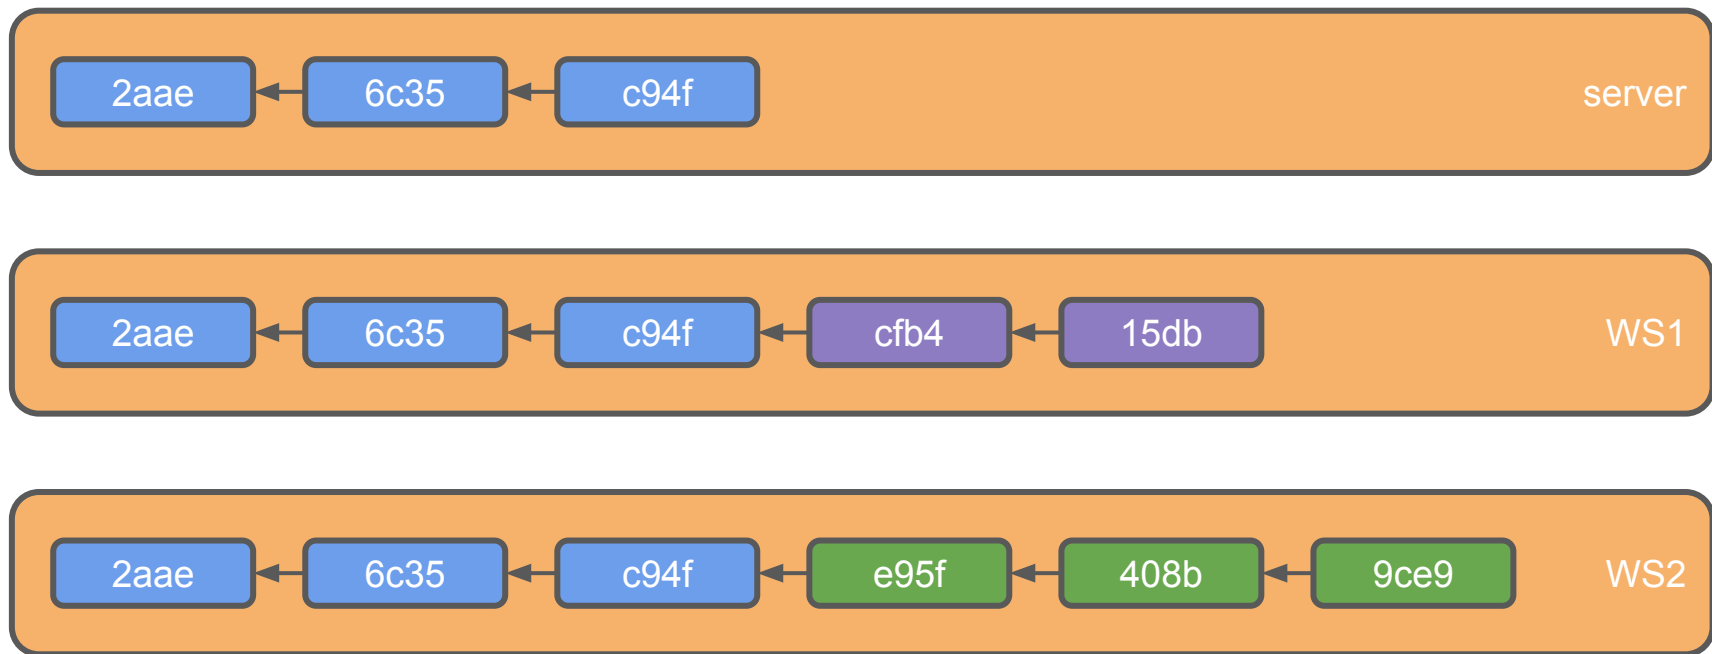 2aae 6c35 c94f server
2aae 6c35 c94f cfb4 15db WS1
2aae 6c35 c94f e95f 408b 9ce9 WS2